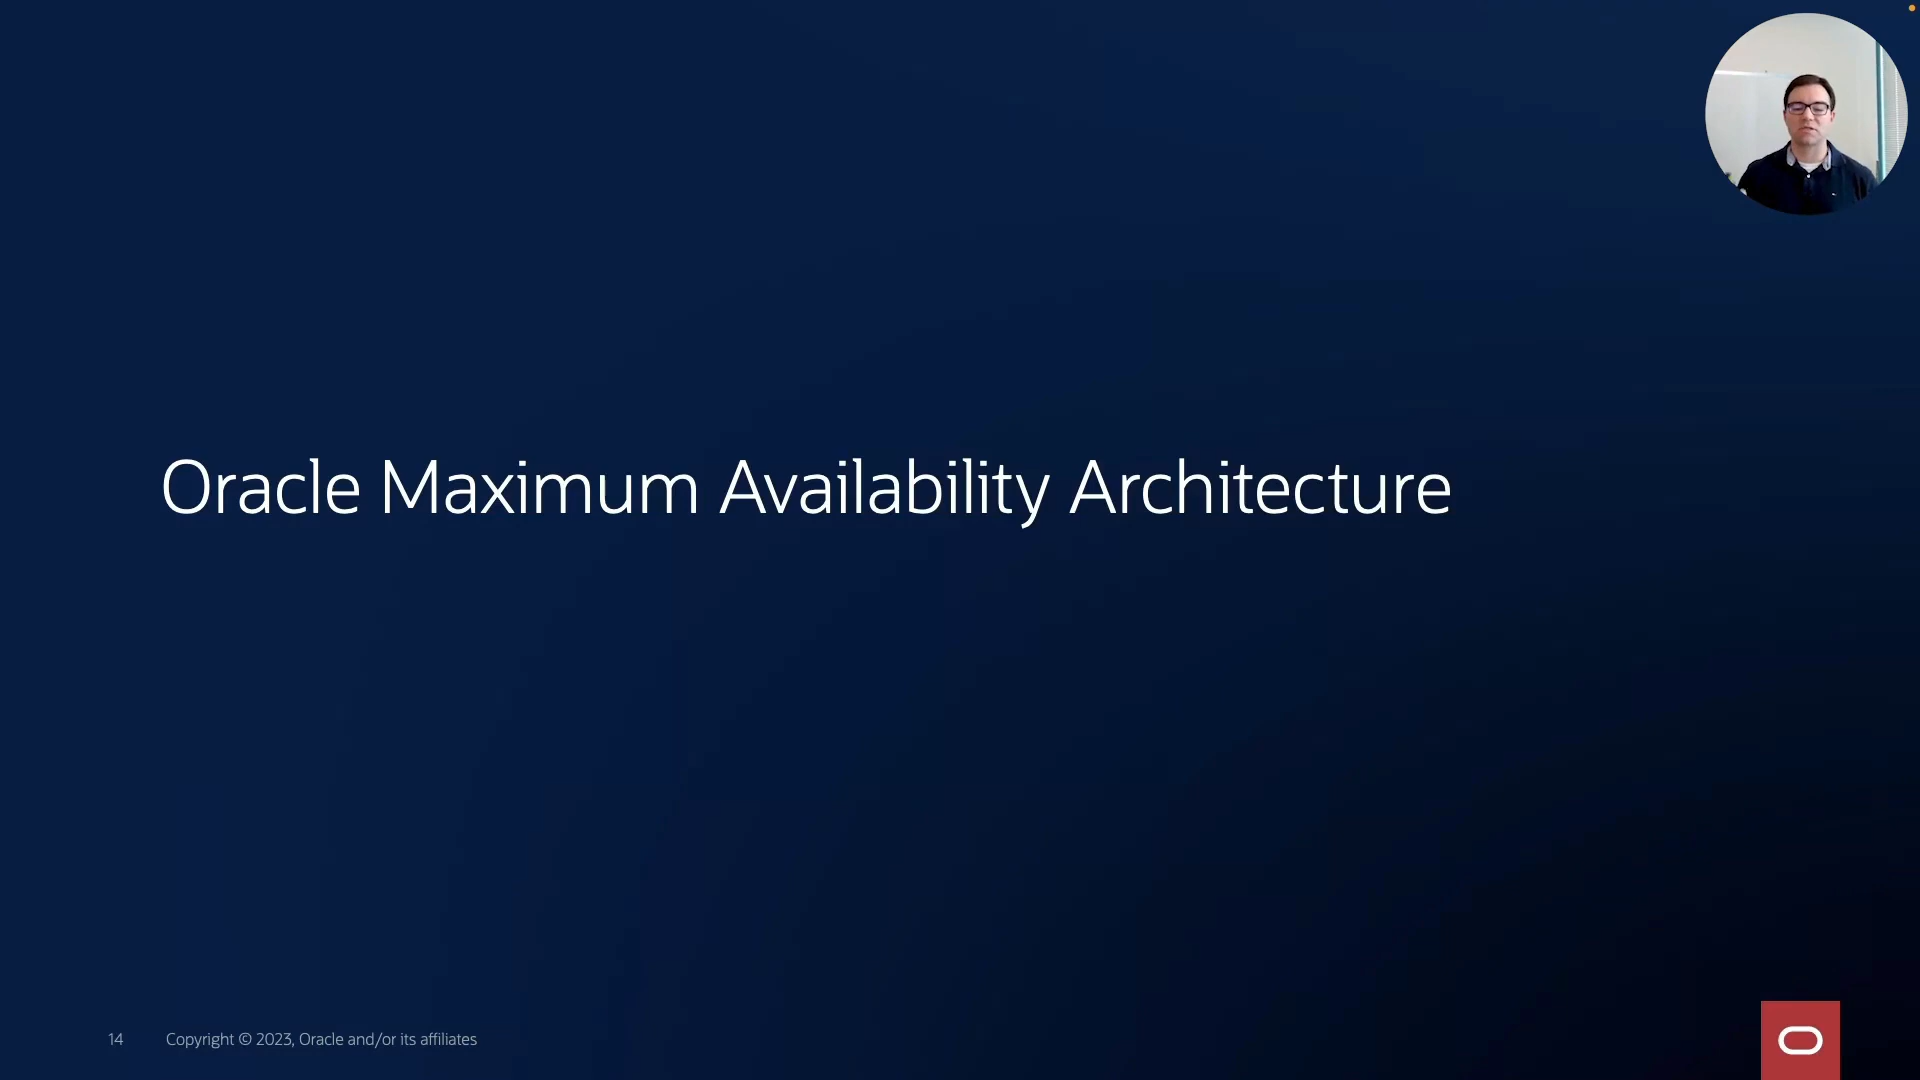 Oracle Maximum Availability Architecture
14 Copyright © 2023, Oracle and/or its affiliates